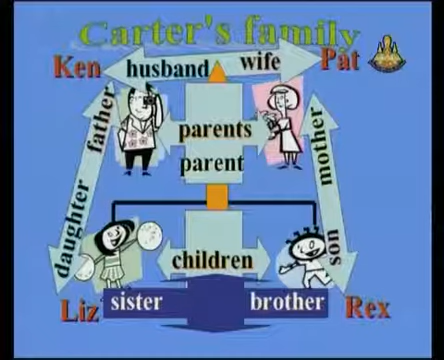 Carter's family
Ken husband wife Pat
father
mother
parents
parent
daughter
son
children
Liz sister brother Rex